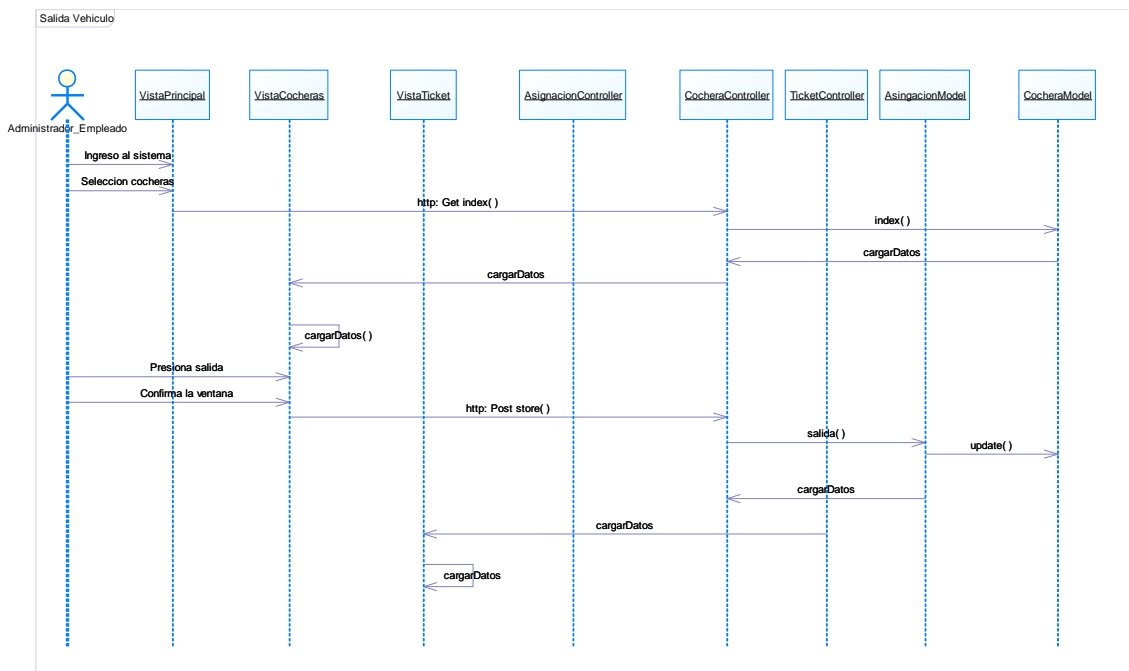 Salida Vehiculo
VistaPrincipal
VistaCocheras
VistaTicket
AsignacionController
CocheraController
TicketController
AsingacionModel
CocheraModel
Administrador_Empleado
Ingreso al sistema
Seleccion cocheras
http: Get index( )
index( )
cargarDatos
cargarDatos
cargarDatos( )
Presiona salida
Confirma la ventana
http: Post store( )
salida( )
update( )
cargarDatos
cargarDatos
cargarDatos